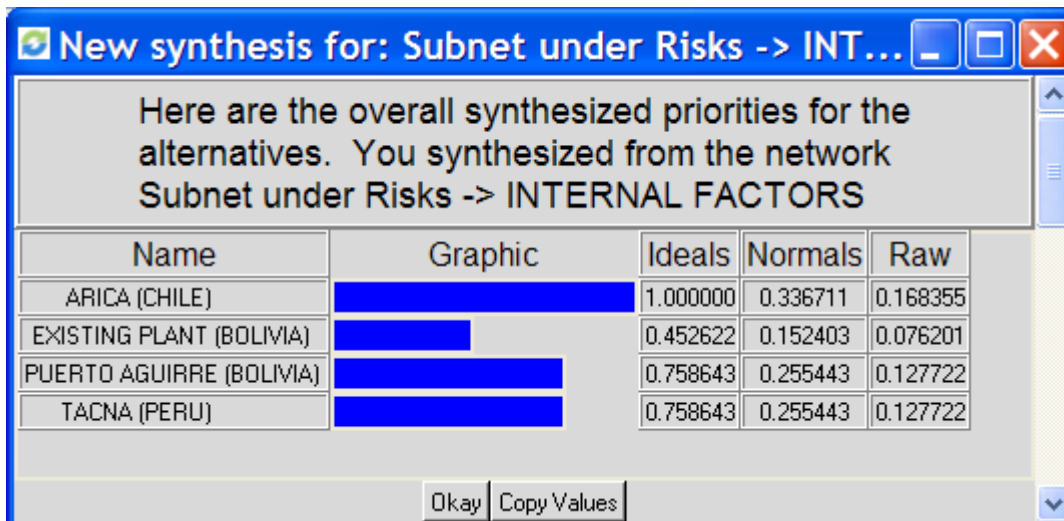 New synthesis for: Subnet under Risks -> INT...
Here are the overall synthesized priorities for the
alternatives. You synthesized from the network
Subnet under Risks -> INTERNAL FACTORS
Name Graphic Ideals Normals Raw
ARICA (CHILE) 1.000000 0.336711 0.168355
EXISTING PLANT (BOLIVIA) 0.452622 0.152403 0.076201
PUERTO AGUIRRE (BOLIVIA) 0.758643 0.255443 0.127722
TACNA (PERU) 0.758643 0.255443 0.127722
Okay Copy Values